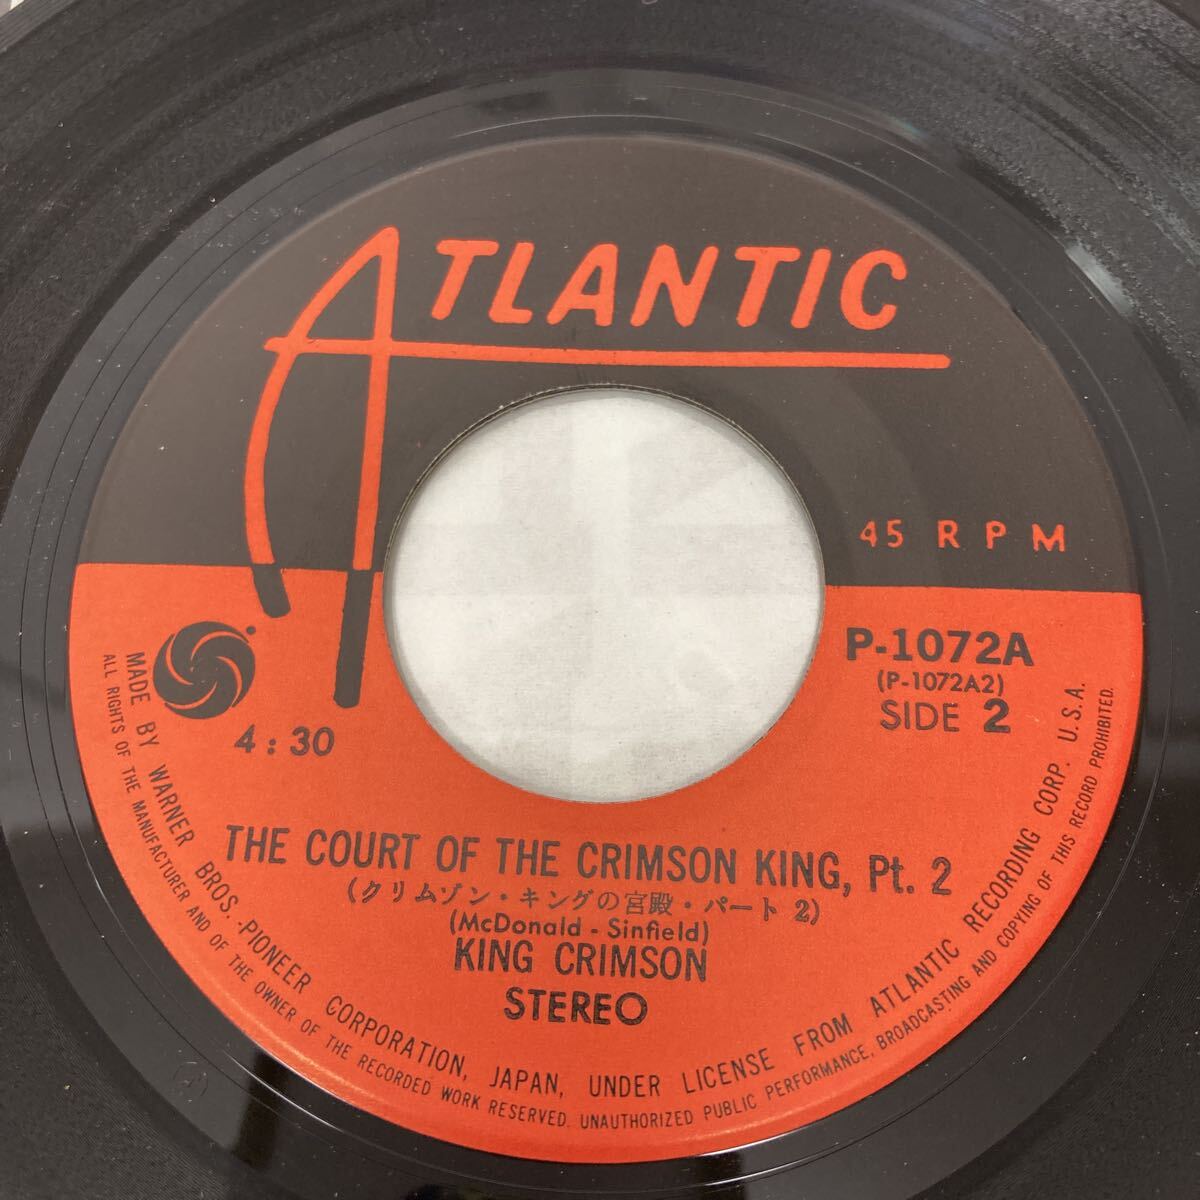 ATLANTIC
45 RPM
P-1072A
(P-1072A2)
SIDE 2
4:30
THE COURT OF THE CRIMSON KING, Pt. 2
(クリムゾン・キングの宮殿・パート 2)
(McDonald - Sinfield)
KING CRIMSON
STEREO
MADE BY WARNER BROS.-PIONEER CORPORATION, JAPAN, UNDER LICENSE FROM ATLANTIC RECORDING CORP. U.S.A.
ALL RIGHTS OF THE MANUFACTURER AND OF THE OWNER OF THE RECORDED WORK RESERVED. UNAUTHORIZED PUBLIC PERFORMANCE, BROADCASTING AND COPYING OF THIS RECORD PROHIBITED.